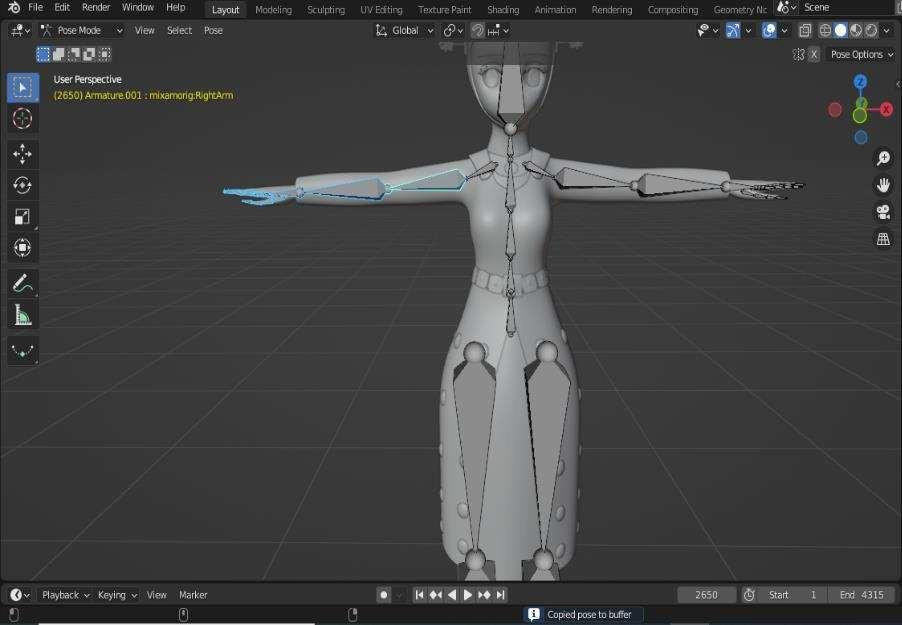 File Edit Render Window Help Layout Modeling Sculpting UV Editing Texture Paint Shading Animation Rendering Compositing Geometry Nc Scene
Pose Mode View Select Pose Global
X Pose Options
User Perspective
(2650) Armature.001 : mixamorig:RightArm
Z
Y
X
Playback Keying View Marker 2650 Start 1 End 4315
Copied pose to buffer